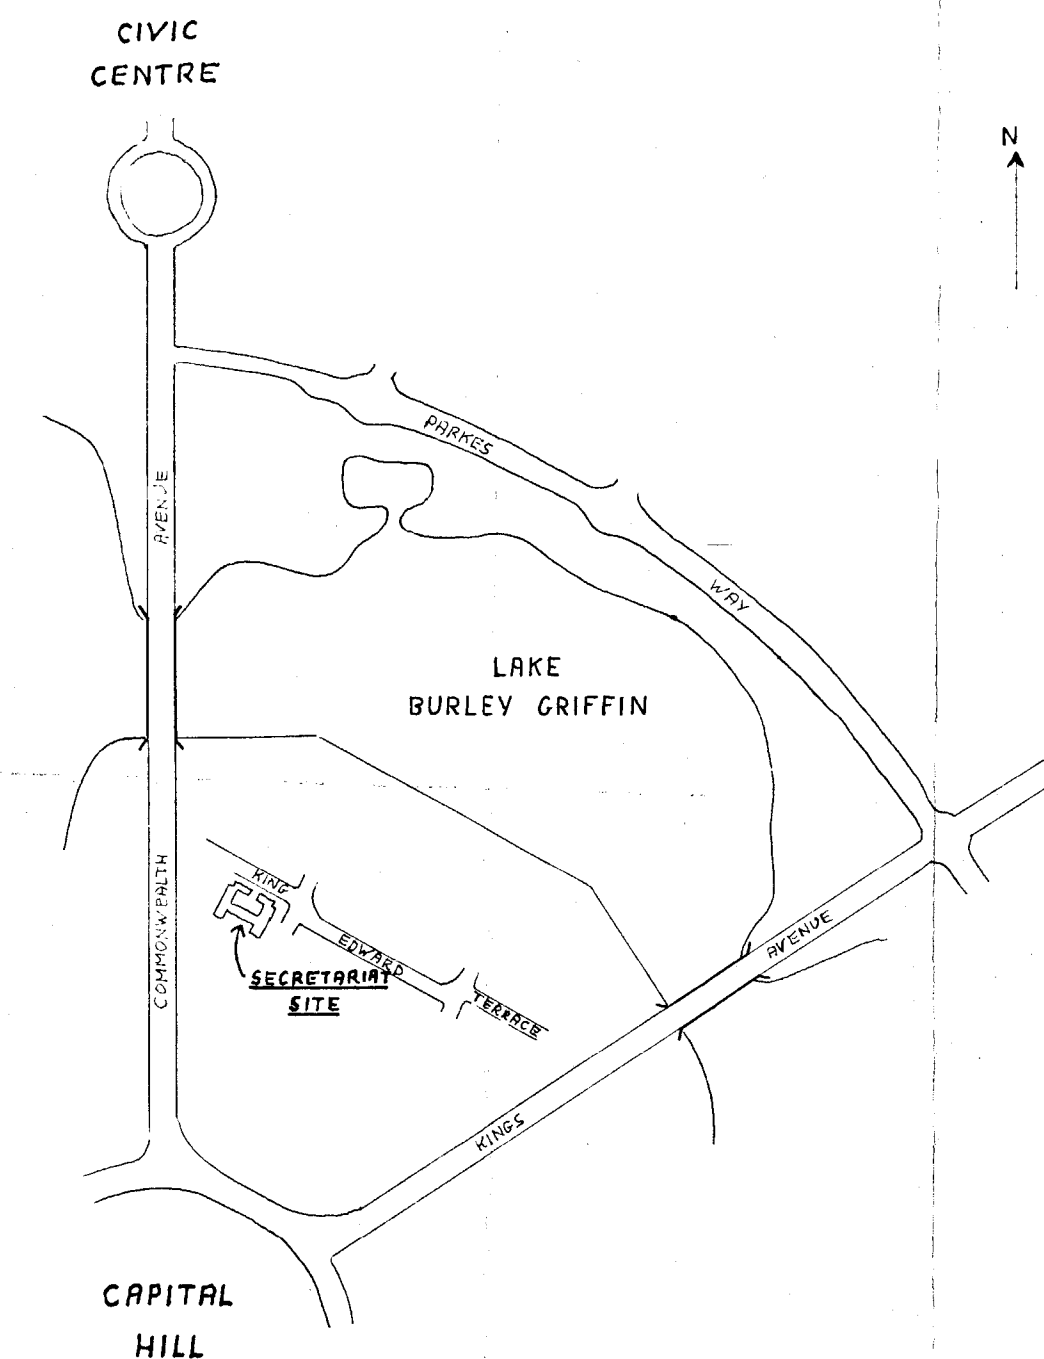 CIVIC
CENTRE
N
PARKES
AVENUE
WAY
LAKE
BURLEY GRIFFIN
COMMONWEALTH
KING
EDWARD
TERRACE
SECRETARIAT
SITE
AVENUE
KINGS
CAPITAL
HILL